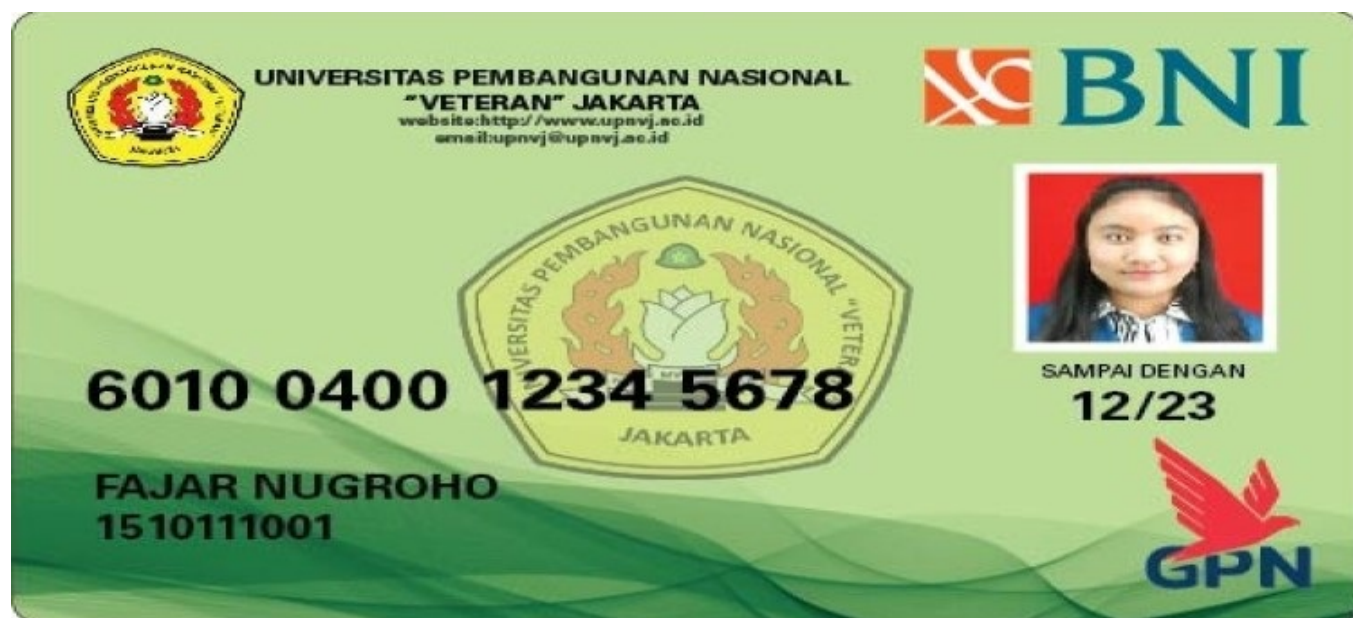 UNIVERSITAS PEMBANGUNAN NASIONAL
"VETERAN" JAKARTA
website:http://www.upnvj.ac.id
email:upnvj@upnvj.ac.id
BNI
UNIVERSITAS PEMBANGUNAN NASIONAL "VETER
JAKARTA
SAMPAI DENGAN
12/23
6010 0400 1234 5678
FAJAR NUGROHO
1510111001
GPN